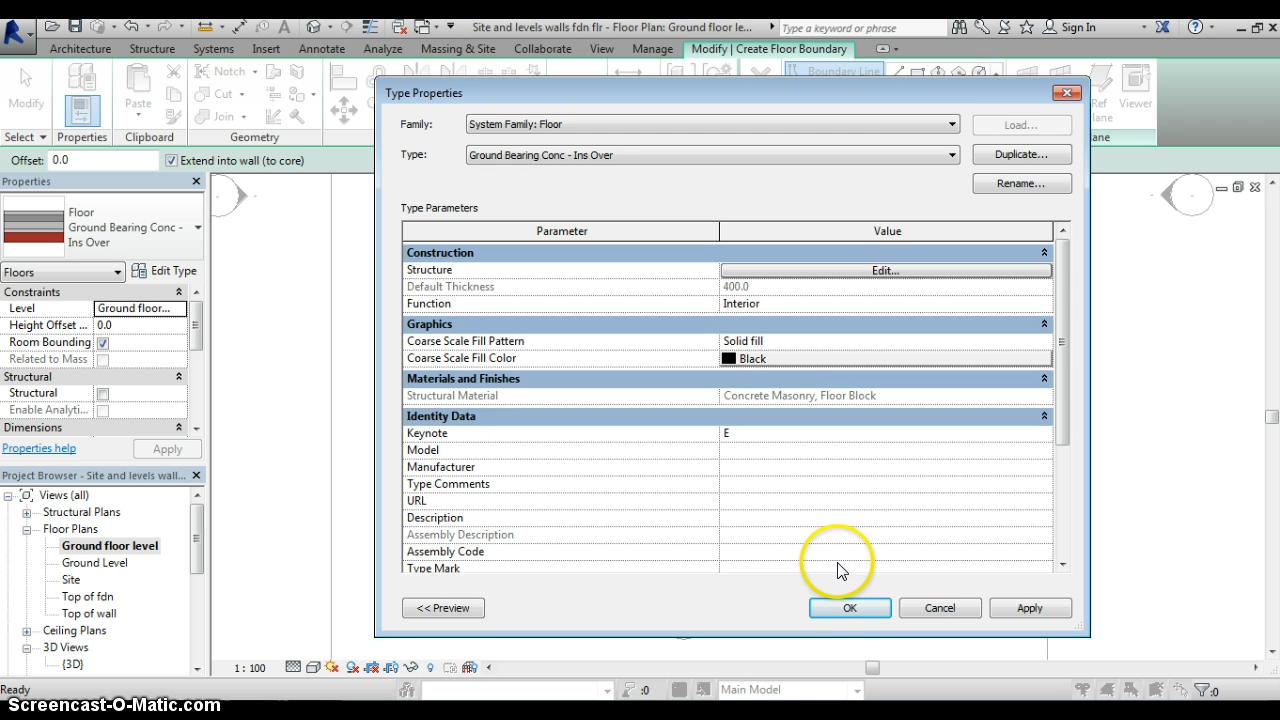 Site and levels walls fdn flr - Floor Plan: Ground floor le...
Type a keyword or phrase
Sign In
Architecture Structure Systems Insert Annotate Analyze Massing & Site Collaborate View Manage Modify | Create Floor Boundary
Modify
Paste
Notch
Cut
Join
Boundary Line
Ref
Viewer
Select Properties Clipboard Geometry
Offset: 0.0 Extend into wall (to core)
Properties
Floor
Ground Bearing Conc -
Ins Over
Floors Edit Type
Constraints
Level Ground floor...
Height Offset ... 0.0
Room Bounding
Related to Mass
Structural
Structural
Enable Analyti...
Dimensions
Properties help Apply
Project Browser - Site and levels wall...
Views (all)
Structural Plans
Floor Plans
Ground floor level
Ground Level
Site
Top of fdn
Top of wall
Ceiling Plans
3D Views
{3D}
Type Properties
Family: System Family: Floor Load...
Type: Ground Bearing Conc - Ins Over Duplicate...
Rename...
Type Parameters
Parameter Value
Construction
Structure Edit...
Default Thickness 400.0
Function Interior
Graphics
Coarse Scale Fill Pattern Solid fill
Coarse Scale Fill Color Black
Materials and Finishes
Structural Material Concrete Masonry, Floor Block
Identity Data
Keynote E
Model
Manufacturer
Type Comments
URL
Description
Assembly Description
Assembly Code
Type Mark
<< Preview OK Cancel Apply
1 : 100
Ready :0 Main Model :0
Screencast-O-Matic.com